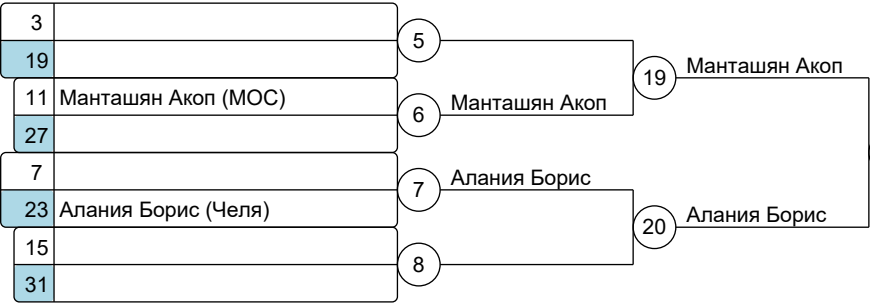 3
19
5
11 Манташян Акоп (МОС)
27
6
Манташян Акоп
19
Манташян Акоп
7
23 Алания Борис (Челя)
7
Алания Борис
15
31
8
20
Алания Борис